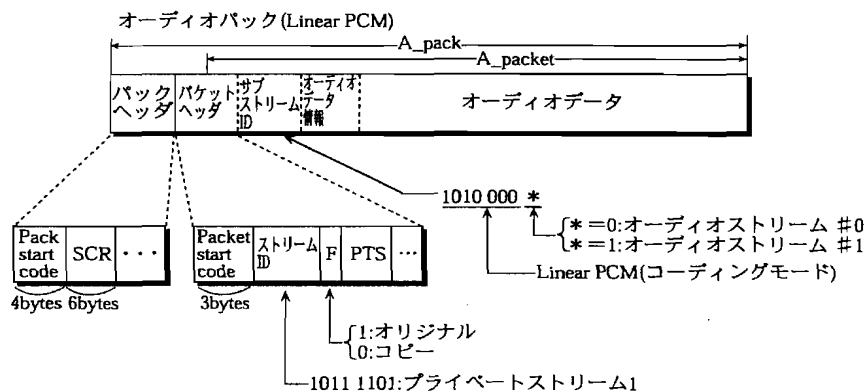 オーディオパック(Linear PCM)
A_pack
A_packet
パック
ヘッダ
パケット
ヘッダ
サブ
ストリーム
ID
オーディオ
データ
情報
オーディオデータ
1010 000 *
*=0:オーディオストリーム #0
*=1:オーディオストリーム #1
Linear PCM(コーディングモード)
Pack
start
code
SCR
・・・
4bytes
6bytes
Packet
start
code
ストリーム
ID
F
PTS
…
3bytes
1:オリジナル
0:コピー
1011 1101:プライベートストリーム1